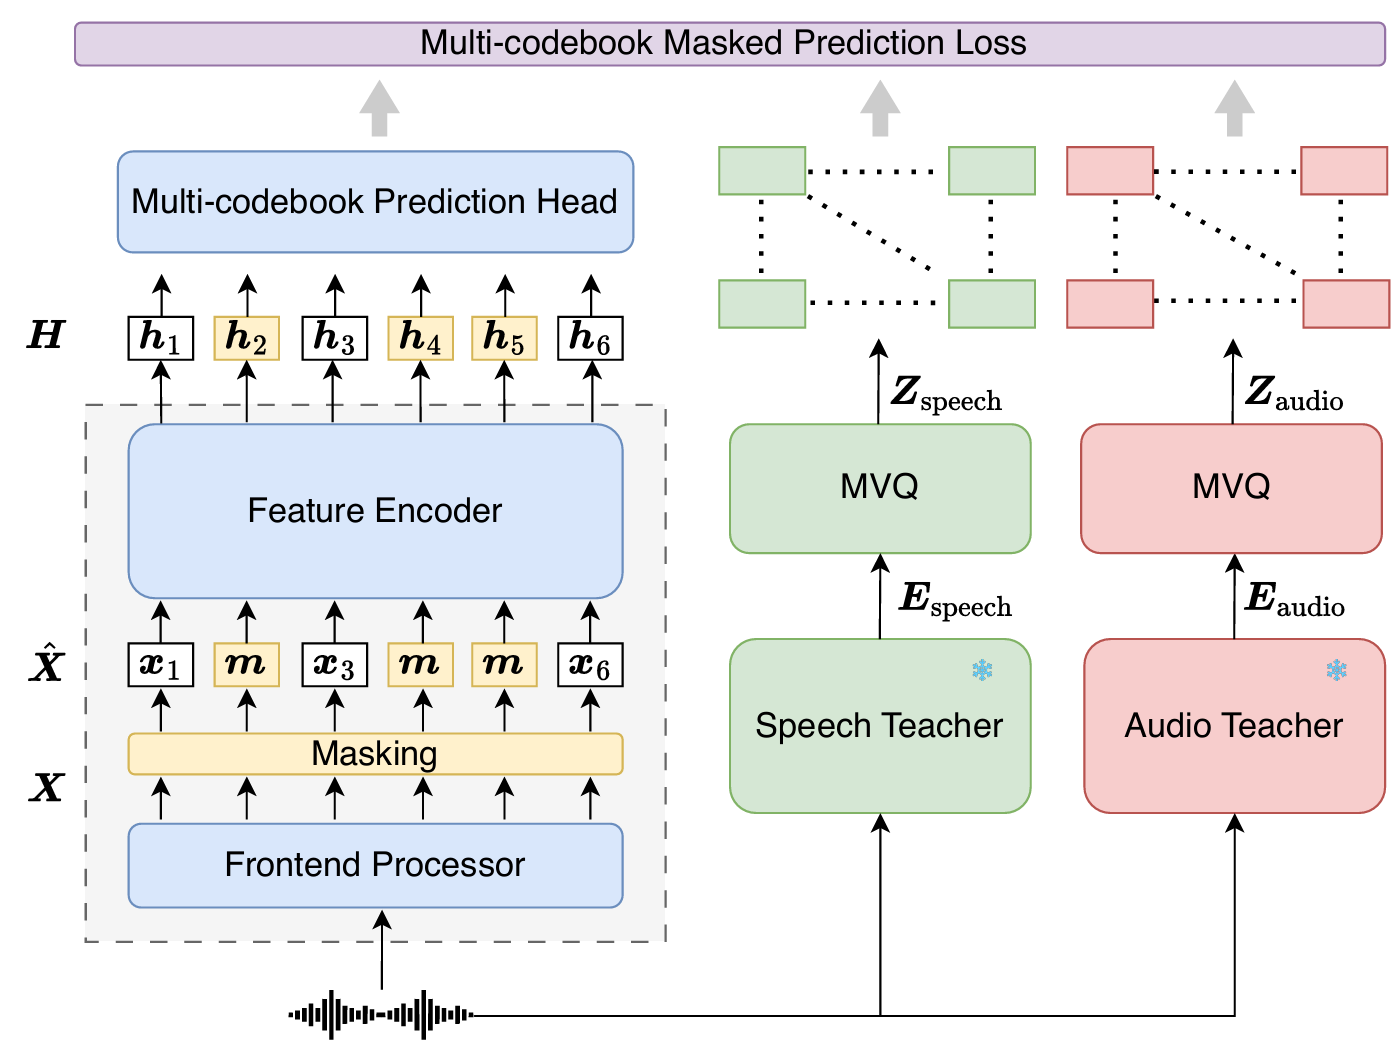 Multi-codebook Masked Prediction Loss
Multi-codebook Prediction Head
H
h1 h2 h3 h4 h5 h6
Zspeech
Zaudio
Feature Encoder
MVQ
MVQ
Espeech
Eaudio
X̂
x1 m x3 m m x6
Speech Teacher
Audio Teacher
Masking
X
Frontend Processor